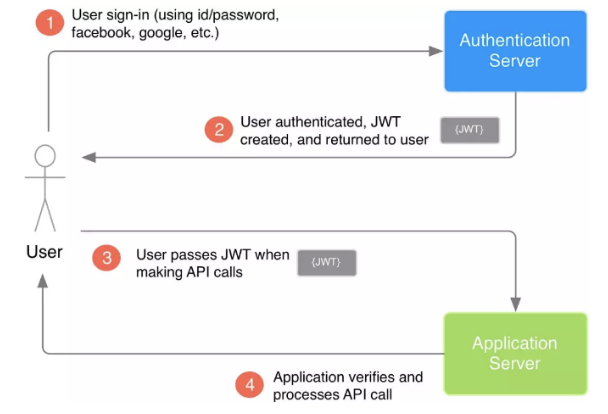 1
User sign-in (using id/password,
facebook, google, etc.)
Authentication
Server
2
User authenticated, JWT
created, and returned to user
{JWT}
User
3
User passes JWT when
making API calls
{JWT}
Application
Server
4
Application verifies and
processes API call